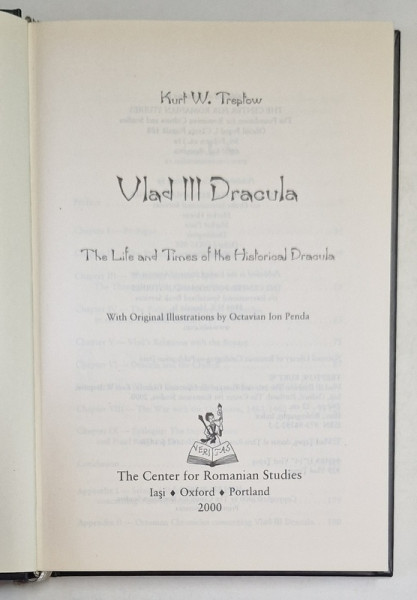 Kurt W. Treptow
Vlad III Dracula
The Life and Times of the Historical Dracula
With Original Illustrations by Octavian Ion Penda
VERITAS
The Center for Romanian Studies
Iaşi ♦ Oxford ♦ Portland
2000